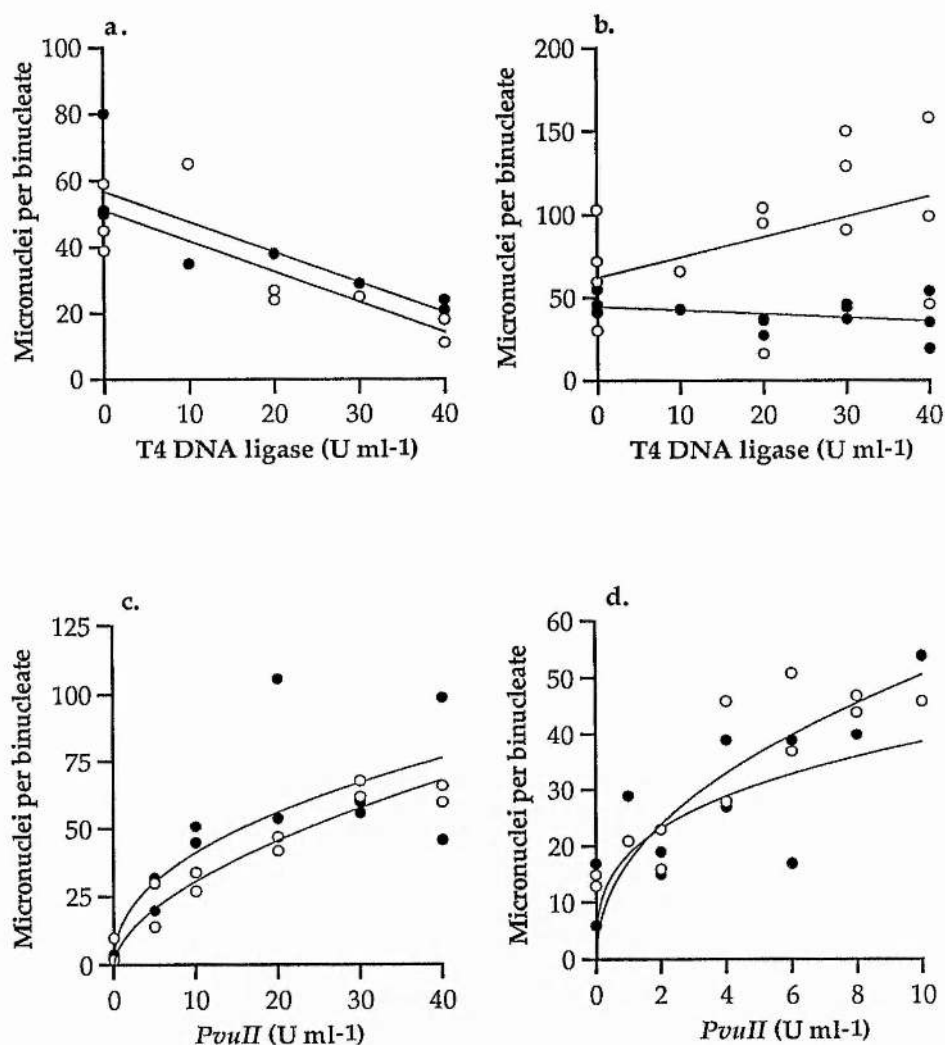 a.
Micronuclei per binucleate
100
80
60
40
20
0
0 10 20 30 40
T4 DNA ligase (U ml-1)
b.
Micronuclei per binucleate
200
150
100
50
0
0 10 20 30 40
T4 DNA ligase (U ml-1)
c.
Micronuclei per binucleate
125
100
75
50
25
0
0 10 20 30 40
PvuII (U ml-1)
d.
Micronuclei per binucleate
60
50
40
30
20
10
0
0 2 4 6 8 10
PvuII (U ml-1)